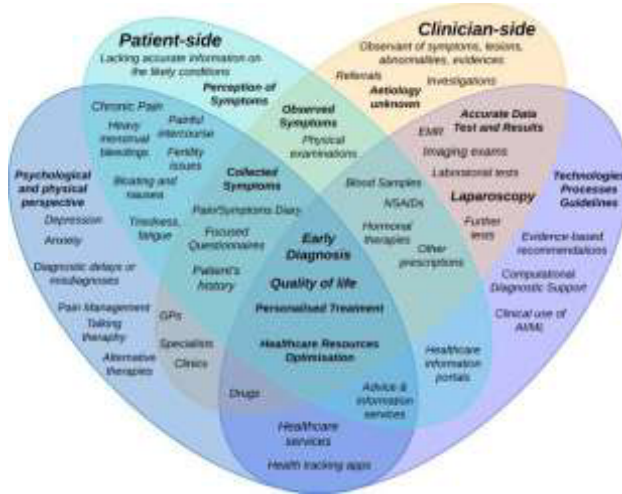 Patient-side
Lacking accurate information on
the likely conditions
Perception of
Symptoms
Clinician-side
Observant of symptoms, lesions,
abnormalities, evidences
Referrals
Investigations
Aetiology
unknown
Chronic Pain
Heavy
menstrual
bleedings
Painful
intercourse
Fertility
issues
Bloating and
nausea
Tiredness,
fatigue
Observed
Symptoms
Physical
examinations
Accurate Data
Test and Results
EMR
Imaging exams
Laboratorial tests
Laparoscopy
Further
tests
Psychological
and physical
perspective
Depression
Anxiety
Diagnostic delays or
misdiagnoses
Pain Management
Talking
theraphy
Alternative
therapies
Collected
Symptoms
Pain/Symptoms Diary
Focused
Questionnaires
Patient's
history
Blood Samples
NSAIDs
Hormonal
therapies
Other
prescriptions
Technologies
Processes
Guidelines
Evidence-based
recommendations
Computational
Diagnostic Support
Clinical use of
AI/ML
Early
Diagnosis
Quality of life
Personalised Treatment
Healthcare Resources
Optimisation
GPs
Specialists
Clinics
Drugs
Healthcare
information
portals
Advice &
information
services
Healthcare
services
Health tracking apps